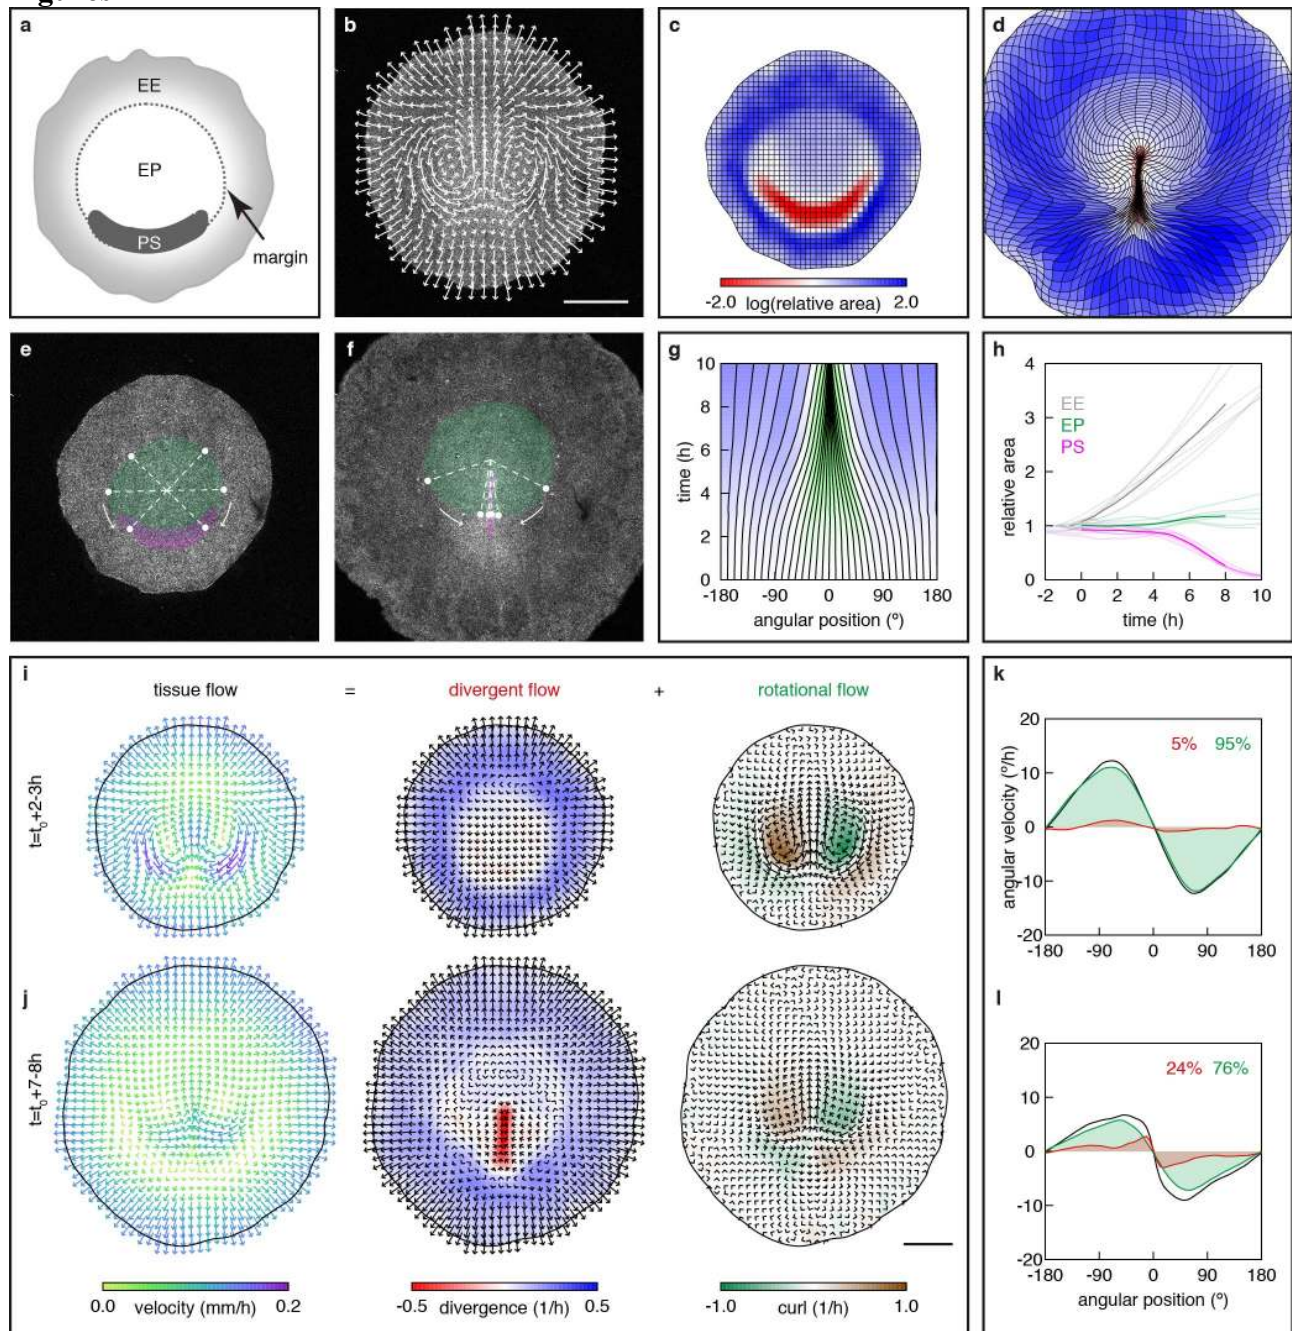 a
EE
EP
PS
margin
b
c
-2.0 log(relative area) 2.0
d
e
f
g
time (h)
10
8
6
4
2
0
-180 -90 0 90 180
angular position (°)
h
relative area
4
3
2
1
0
EE
EP
PS
-2 0 2 4 6 8 10
time (h)
i
tissue flow = divergent flow + rotational flow
t=t₀+2-3h
j
t=t₀+7-8h
0.0 velocity (mm/h) 0.2
-0.5 divergence (1/h) 0.5
-1.0 curl (1/h) 1.0
k
angular velocity (°/h)
20
10
0
-10
-20
5% 95%
-180 -90 0 90 180
l
20
10
0
-10
-20
24% 76%
-180 -90 0 90 180
angular position (°)